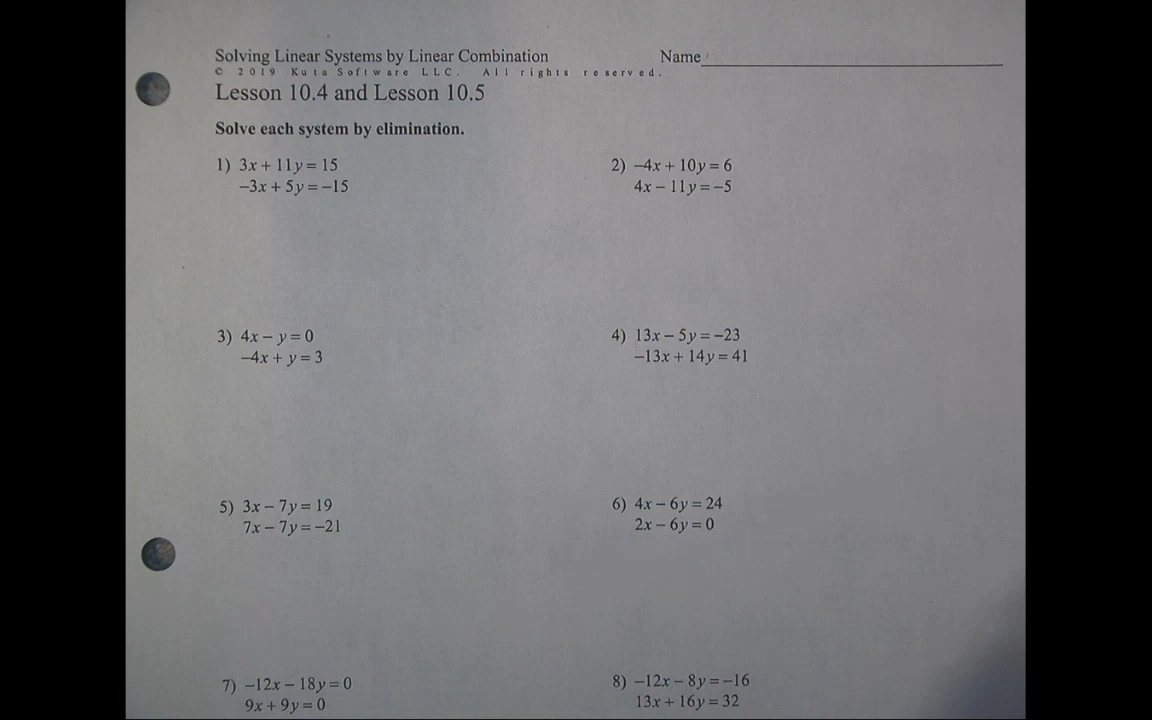 Solving Linear Systems by Linear Combination
Name
© 2019 Kuta Software LLC. All rights reserved.
Lesson 10.4 and Lesson 10.5
Solve each system by elimination.
1) 3x + 11y = 15
−3x + 5y = −15
2) −4x + 10y = 6
4x − 11y = −5
3) 4x − y = 0
−4x + y = 3
4) 13x − 5y = −23
−13x + 14y = 41
5) 3x − 7y = 19
7x − 7y = −21
6) 4x − 6y = 24
2x − 6y = 0
7) −12x − 18y = 0
9x + 9y = 0
8) −12x − 8y = −16
13x + 16y = 32